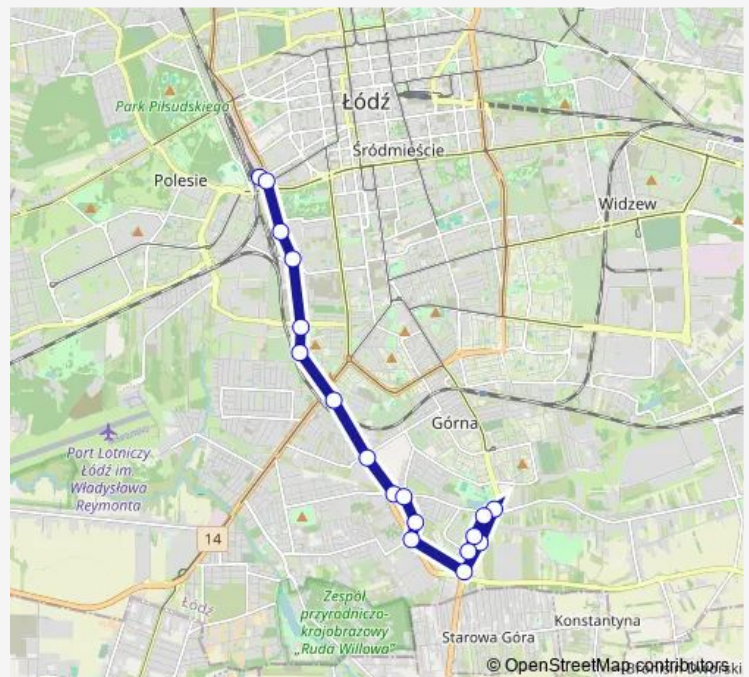 Łódź
Park Piłsudskiego
Śródmieście
Polesie
Widzew
Górna
Port Lotniczy
Łódź im.
Władysława
Reymonta
14
Łódź
Zespół
przyrodniczo-
krajobrazowy
„Ruda Willowa”
Konstantyna
Starowa Góra
© OpenStreetMap contributors